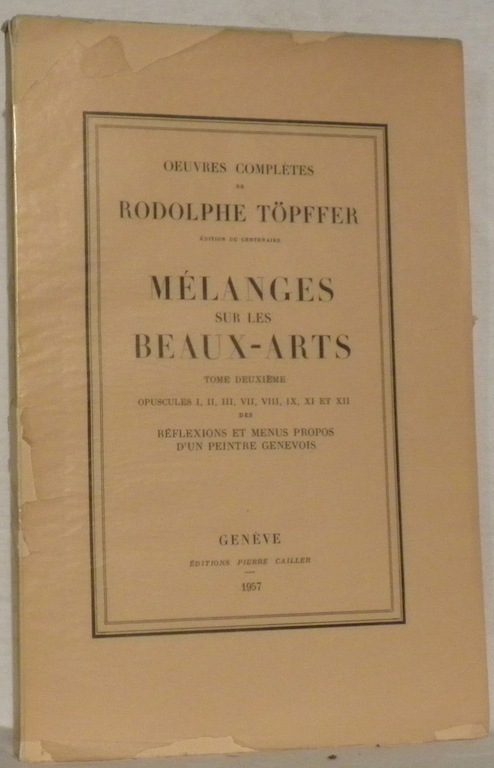 OEUVRES COMPLÈTES
DE
RODOLPHE TÖPFFER
ÉDITION DU CENTENAIRE
MÉLANGES
SUR LES
BEAUX-ARTS
TOME DEUXIÈME
OPUSCULES I, II, III, VII, VIII, IX, XI ET XII
DES
RÉFLEXIONS ET MENUS PROPOS
D'UN PEINTRE GENEVOIS
GENÈVE
ÉDITIONS PIERRE CAILLER
1957